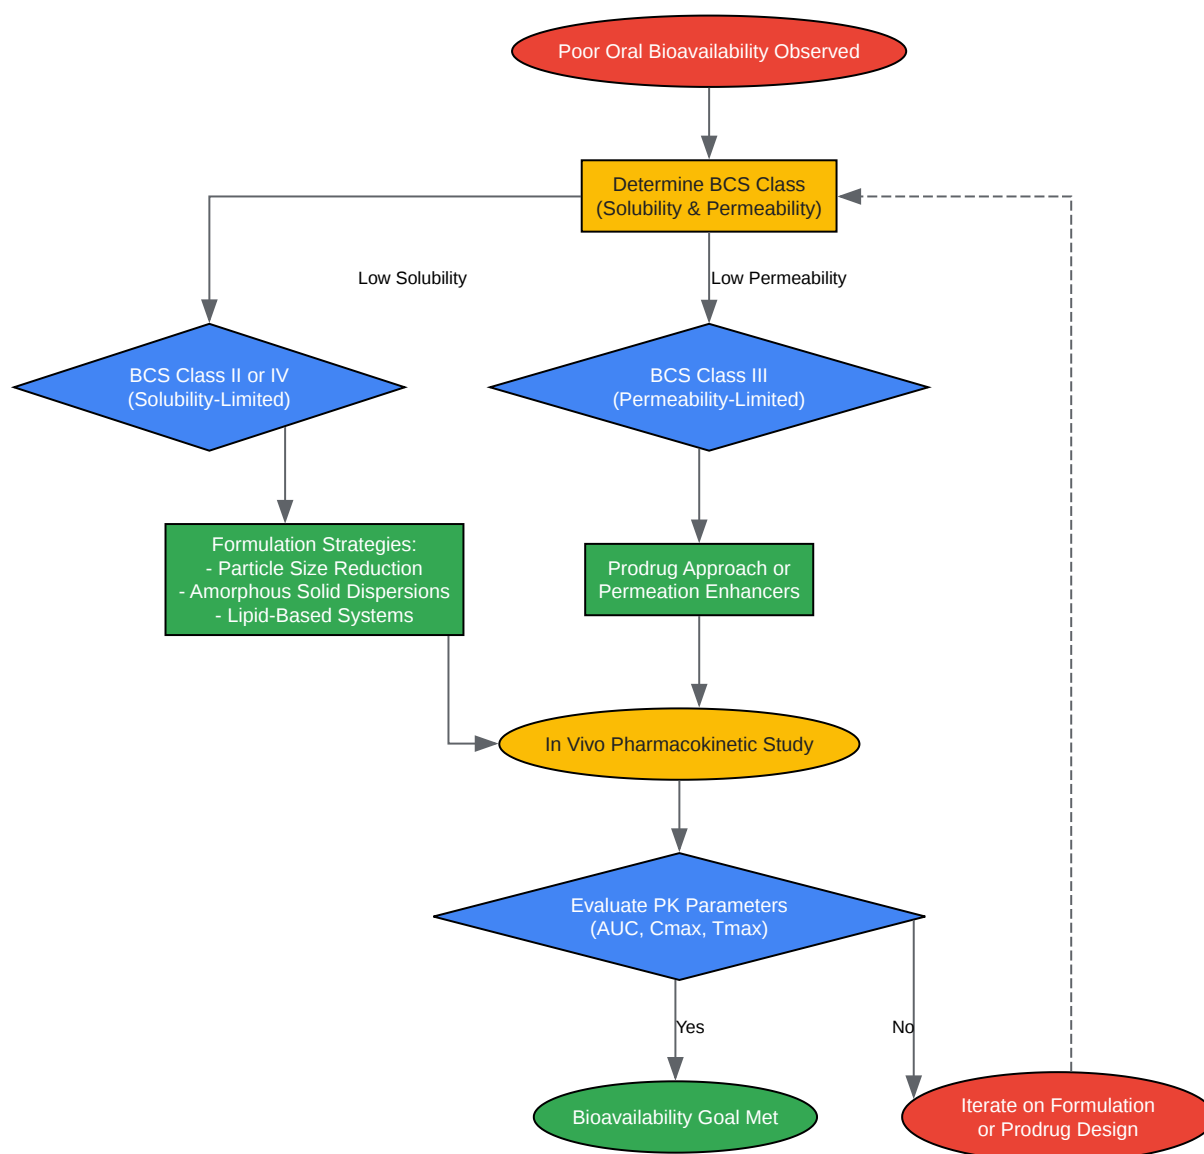 Poor Oral Bioavailability Observed
Determine BCS Class
(Solubility & Permeability)
Low Solubility
Low Permeability
BCS Class II or IV
(Solubility-Limited)
BCS Class III
(Permeability-Limited)
Formulation Strategies:
- Particle Size Reduction
- Amorphous Solid Dispersions
- Lipid-Based Systems
Prodrug Approach or
Permeation Enhancers
In Vivo Pharmacokinetic Study
Evaluate PK Parameters
(AUC, Cmax, Tmax)
Yes
No
Bioavailability Goal Met
Iterate on Formulation
or Prodrug Design